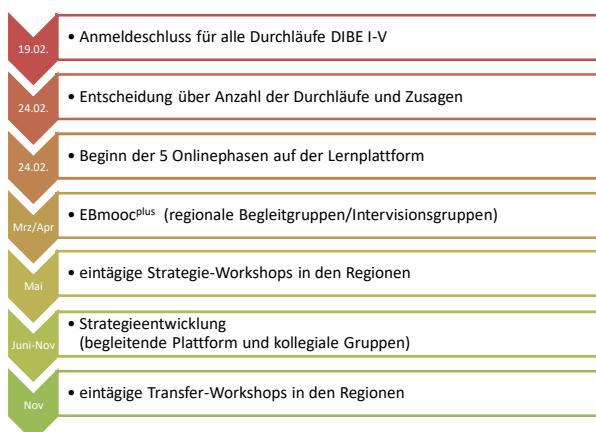 19.02.
• Anmeldeschluss für alle Durchläufe DIBE I-V
24.02.
• Entscheidung über Anzahl der Durchläufe und Zusagen
24.02.
• Beginn der 5 Onlinephasen auf der Lernplattform
Mrz/Apr
• EBmoocplus (regionale Begleitgruppen/Intervisionsgruppen)
Mai
• eintägige Strategie-Workshops in den Regionen
Juni-Nov
• Strategieentwicklung
(begleitende Plattform und kollegiale Gruppen)
Nov
• eintägige Transfer-Workshops in den Regionen